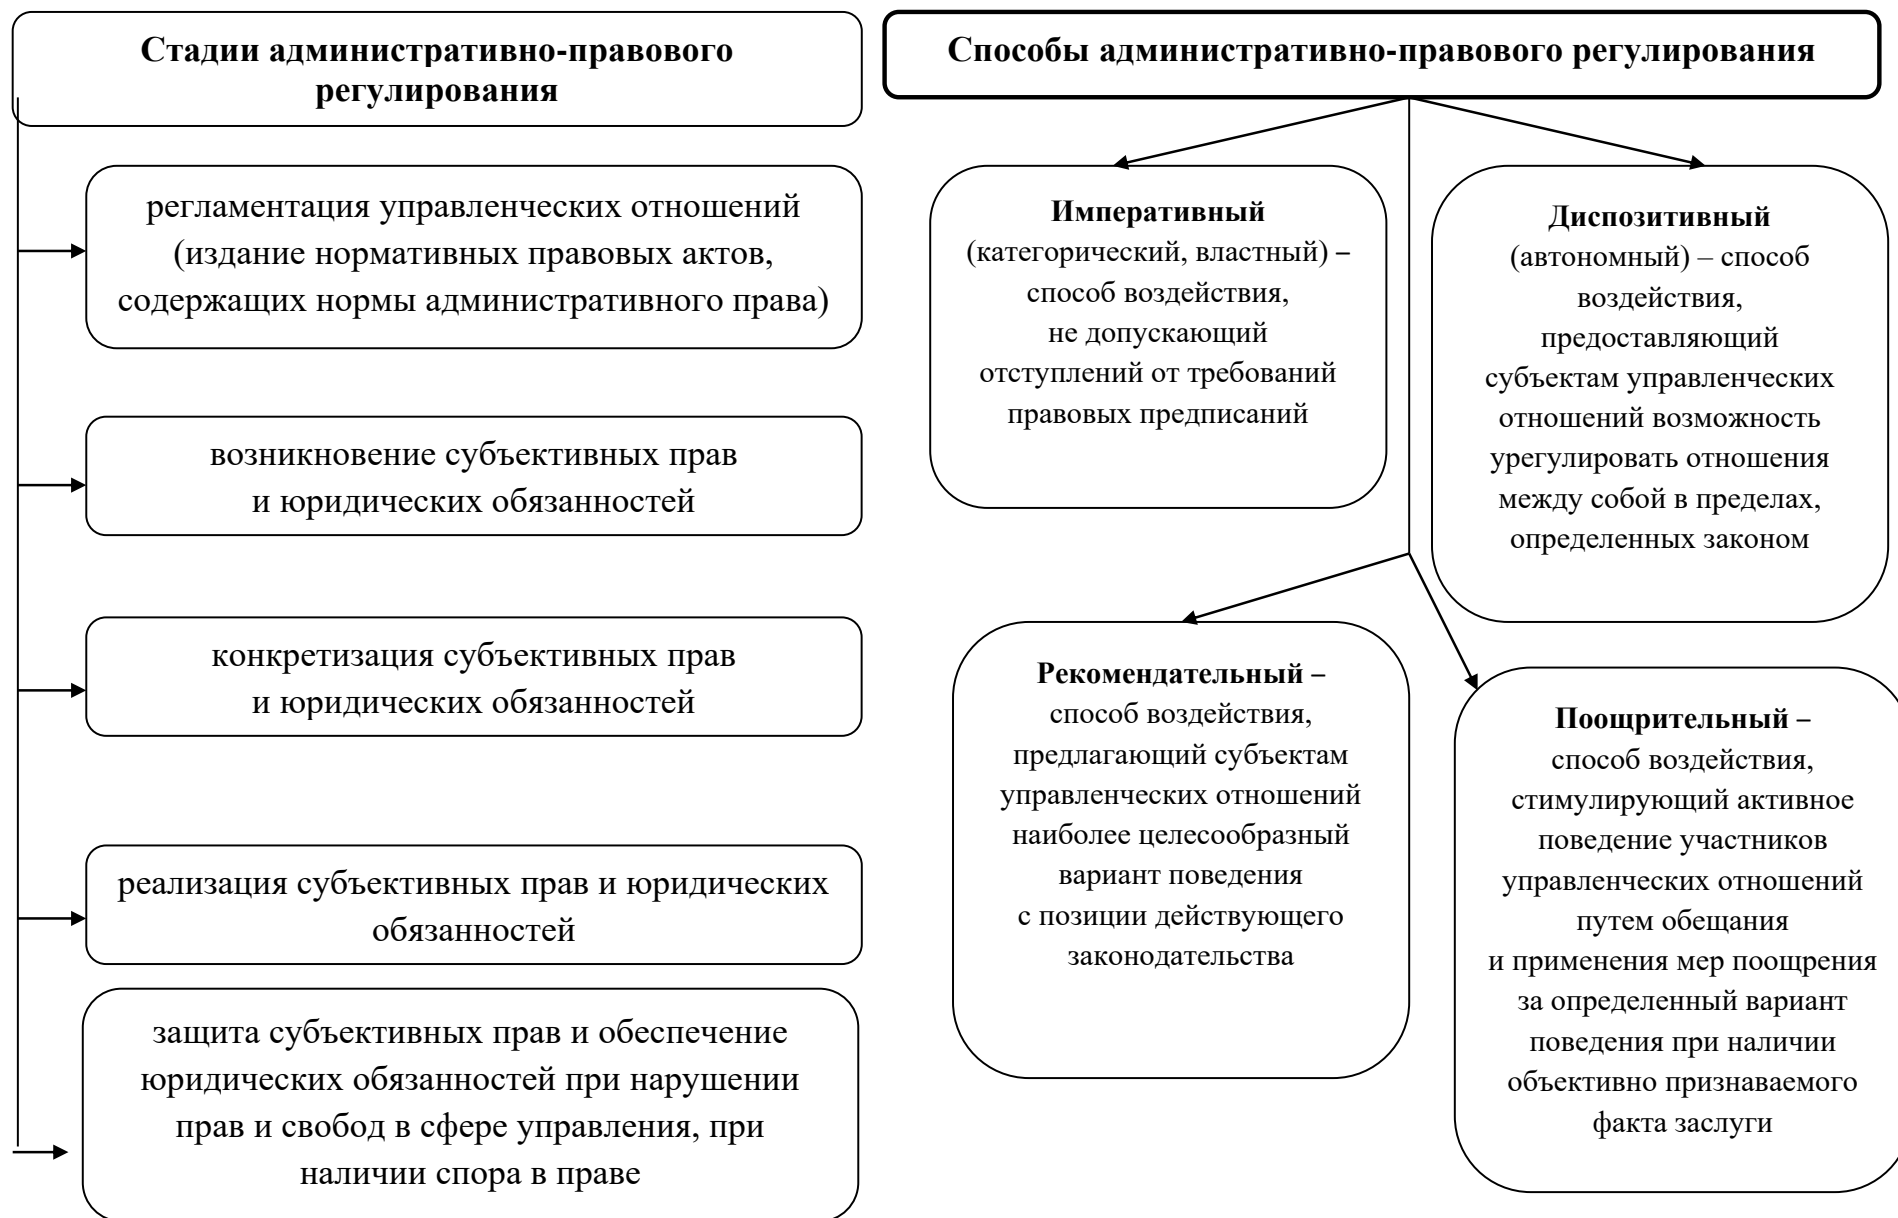 Стадии административно-правового
регулирования
регламентация управленческих отношений
(издание нормативных правовых актов,
содержащих нормы административного права)
возникновение субъективных прав
и юридических обязанностей
конкретизация субъективных прав
и юридических обязанностей
реализация субъективных прав и юридических
обязанностей
защита субъективных прав и обеспечение
юридических обязанностей при нарушении
прав и свобод в сфере управления, при
наличии спора в праве
Способы административно-правового регулирования
Императивный
(категорический, властный) –
способ воздействия,
не допускающий
отступлений от требований
правовых предписаний
Диспозитивный
(автономный) – способ
воздействия,
предоставляющий
субъектам управленческих
отношений возможность
урегулировать отношения
между собой в пределах,
определенных законом
Рекомендательный –
способ воздействия,
предлагающий субъектам
управленческих отношений
наиболее целесообразный
вариант поведения
с позиции действующего
законодательства
Поощрительный –
способ воздействия,
стимулирующий активное
поведение участников
управленческих отношений
путем обещания
и применения мер поощрения
за определенный вариант
поведения при наличии
объективно признаваемого
факта заслуги